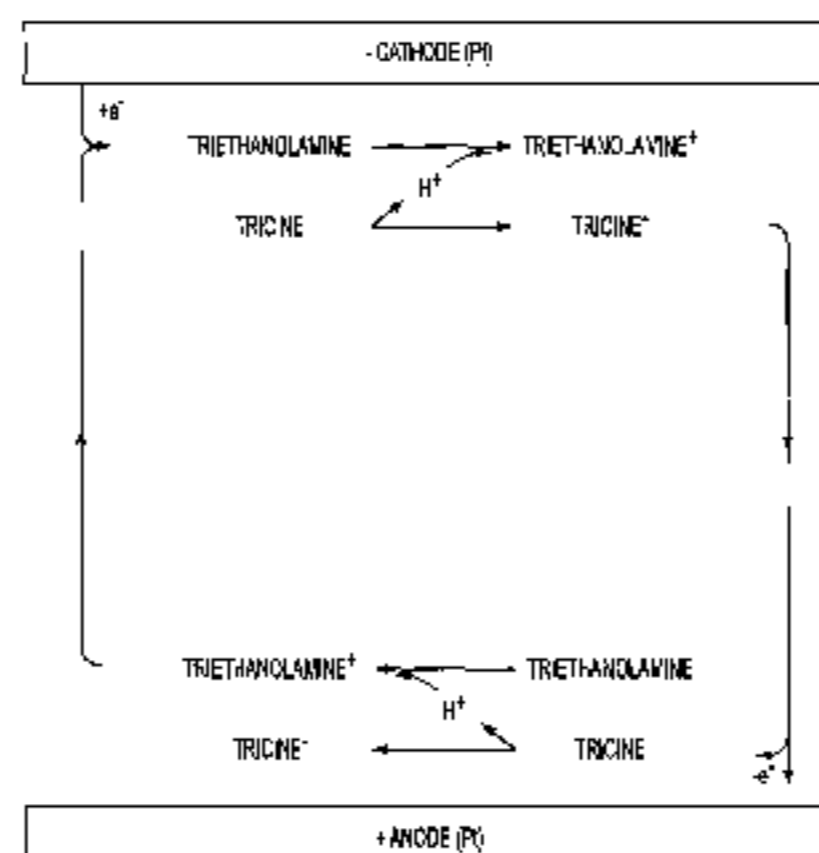 - CATHODE (Pt)
+e⁻
TRIETHANOLAMINE TRIETHANOLAMINE⁺
H⁺
TRICINE TRICINE⁻
TRIETHANOLAMINE⁺ TRIETHANOLAMINE
H⁺
TRICINE⁻ TRICINE
-e⁻
+ ANODE (Pt)